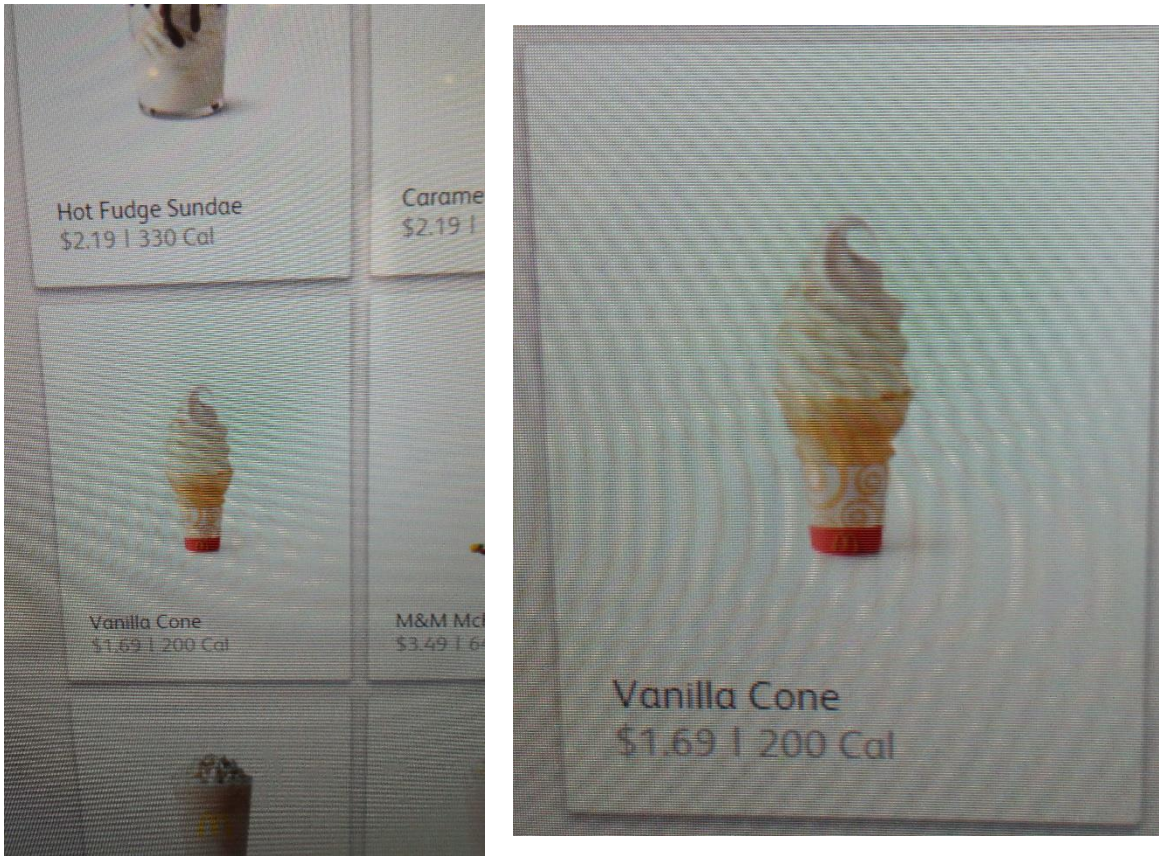 Hot Fudge Sundae
$2.19 | 330 Cal
Carame
$2.19 |
Vanilla Cone
$1.69 | 200 Cal
M&M Mc
$3.49 | 6
Vanilla Cone
$1.69 | 200 Cal